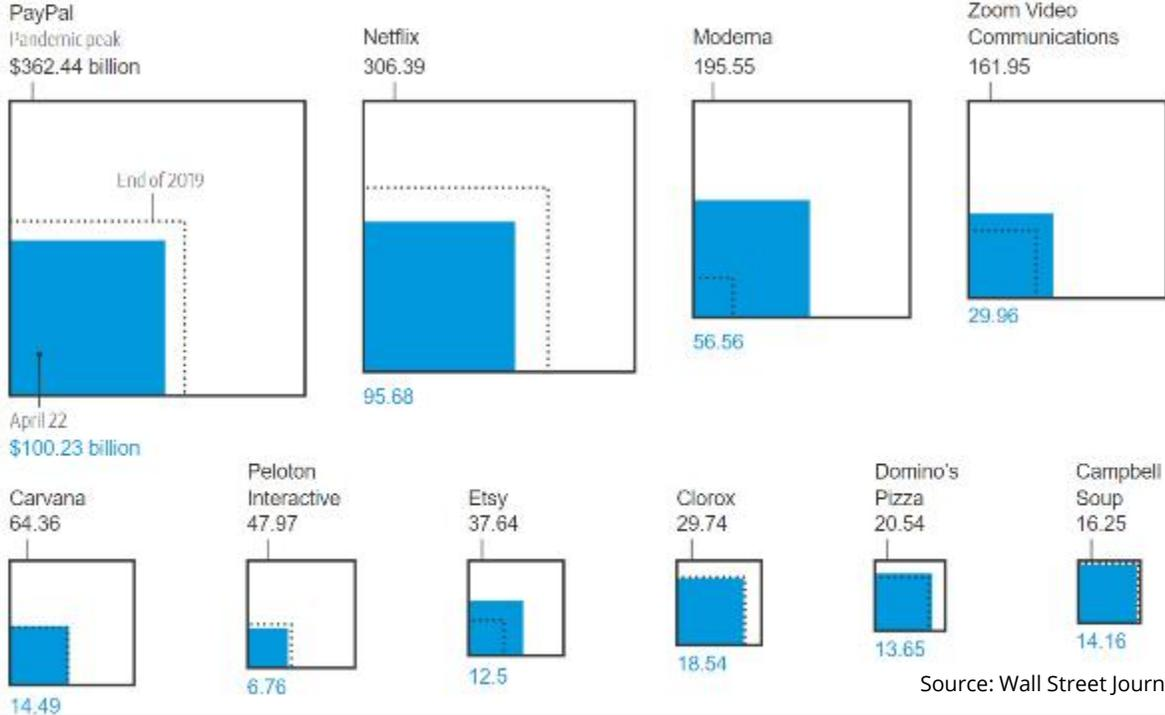 PayPal
Pandemic peak
$362.44 billion
Netflix
306.39
Moderna
195.55
Zoom Video
Communications
161.95
End of 2019
April 22
$100.23 billion
95.68
56.56
29.96
Carvana
64.36
Peloton
Interactive
47.97
Etsy
37.64
Clorox
29.74
Domino's
Pizza
20.54
Campbell
Soup
16.25
14.49
6.76
12.5
18.54
13.65
14.16
Source: Wall Street Journ